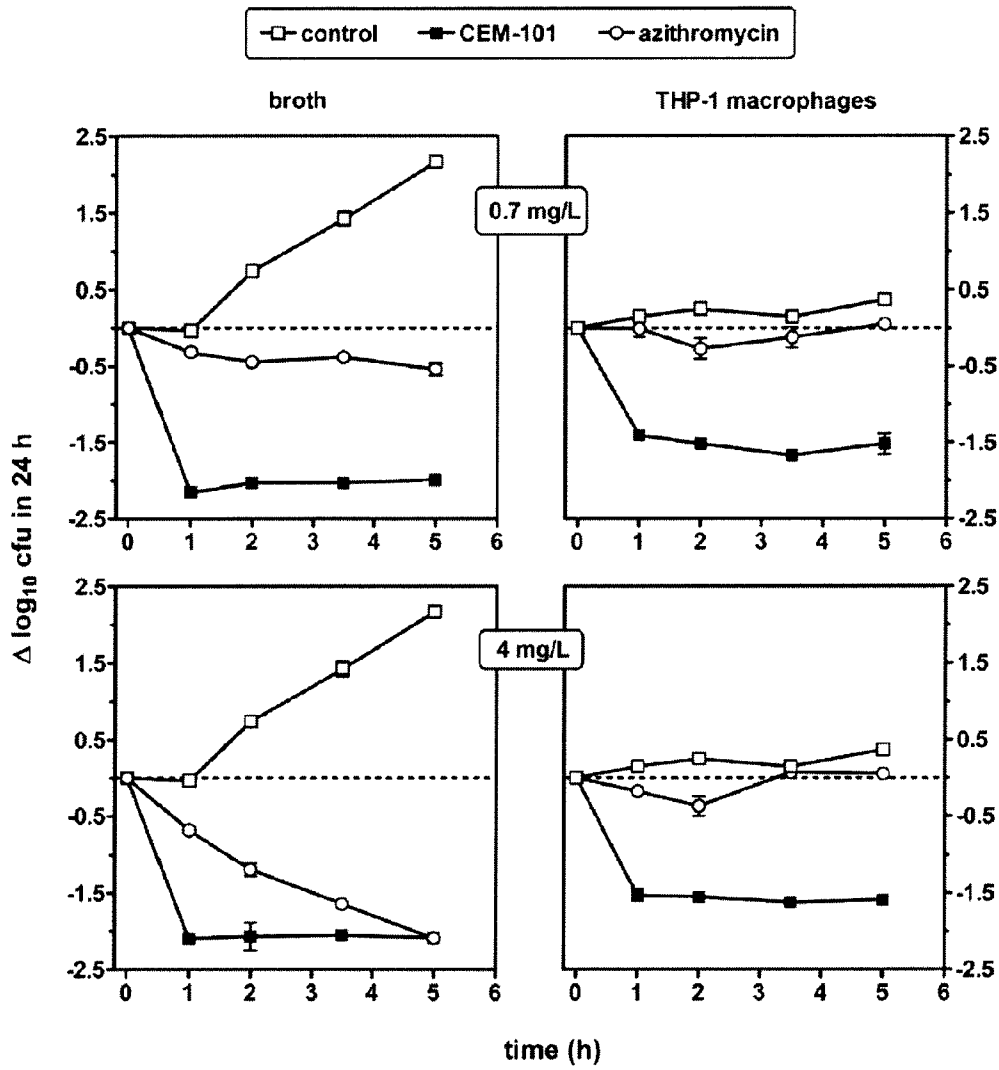 control CEM-101 azithromycin
broth THP-1 macrophages
2.5 2.5
1.5 0.7 mg/L 1.5
0.5 0.5
-0.5 -0.5
-1.5 -1.5
-2.5 -2.5
0 1 2 3 4 5 6 0 1 2 3 4 5 6
Δ log10 cfu in 24 h
2.5 2.5
1.5 4 mg/L 1.5
0.5 0.5
-0.5 -0.5
-1.5 -1.5
-2.5 -2.5
0 1 2 3 4 5 6 0 1 2 3 4 5 6
time (h)